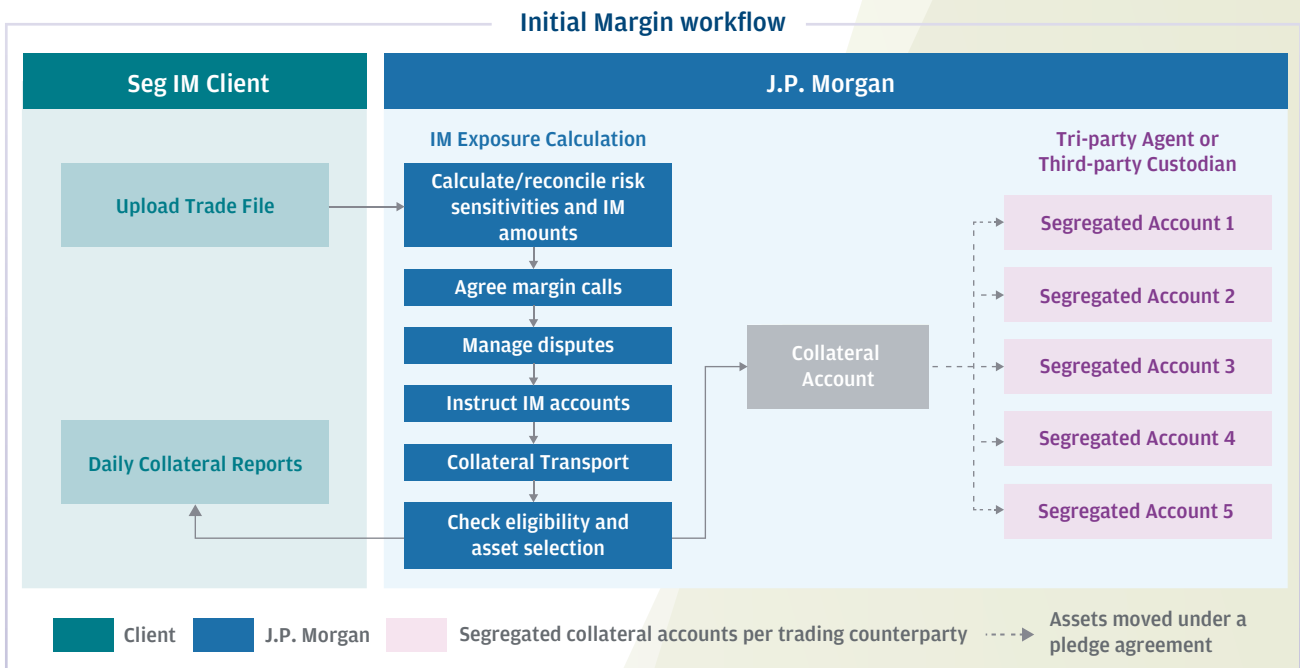 Initial Margin workflow
Seg IM Client
J.P. Morgan
IM Exposure Calculation
Tri-party Agent or
Third-party Custodian
Upload Trade File
Calculate/reconcile risk
sensitivities and IM
amounts
Agree margin calls
Manage disputes
Instruct IM accounts
Collateral Transport
Check eligibility and
asset selection
Daily Collateral Reports
Collateral
Account
Segregated Account 1
Segregated Account 2
Segregated Account 3
Segregated Account 4
Segregated Account 5
Client
J.P. Morgan
Segregated collateral accounts per trading counterparty
Assets moved under a
pledge agreement